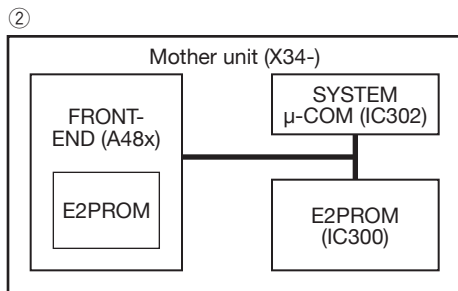 ②
Mother unit (X34-)
FRONT-
END (A48x)
E2PROM
SYSTEM
µ-COM (IC302)
E2PROM
(IC300)